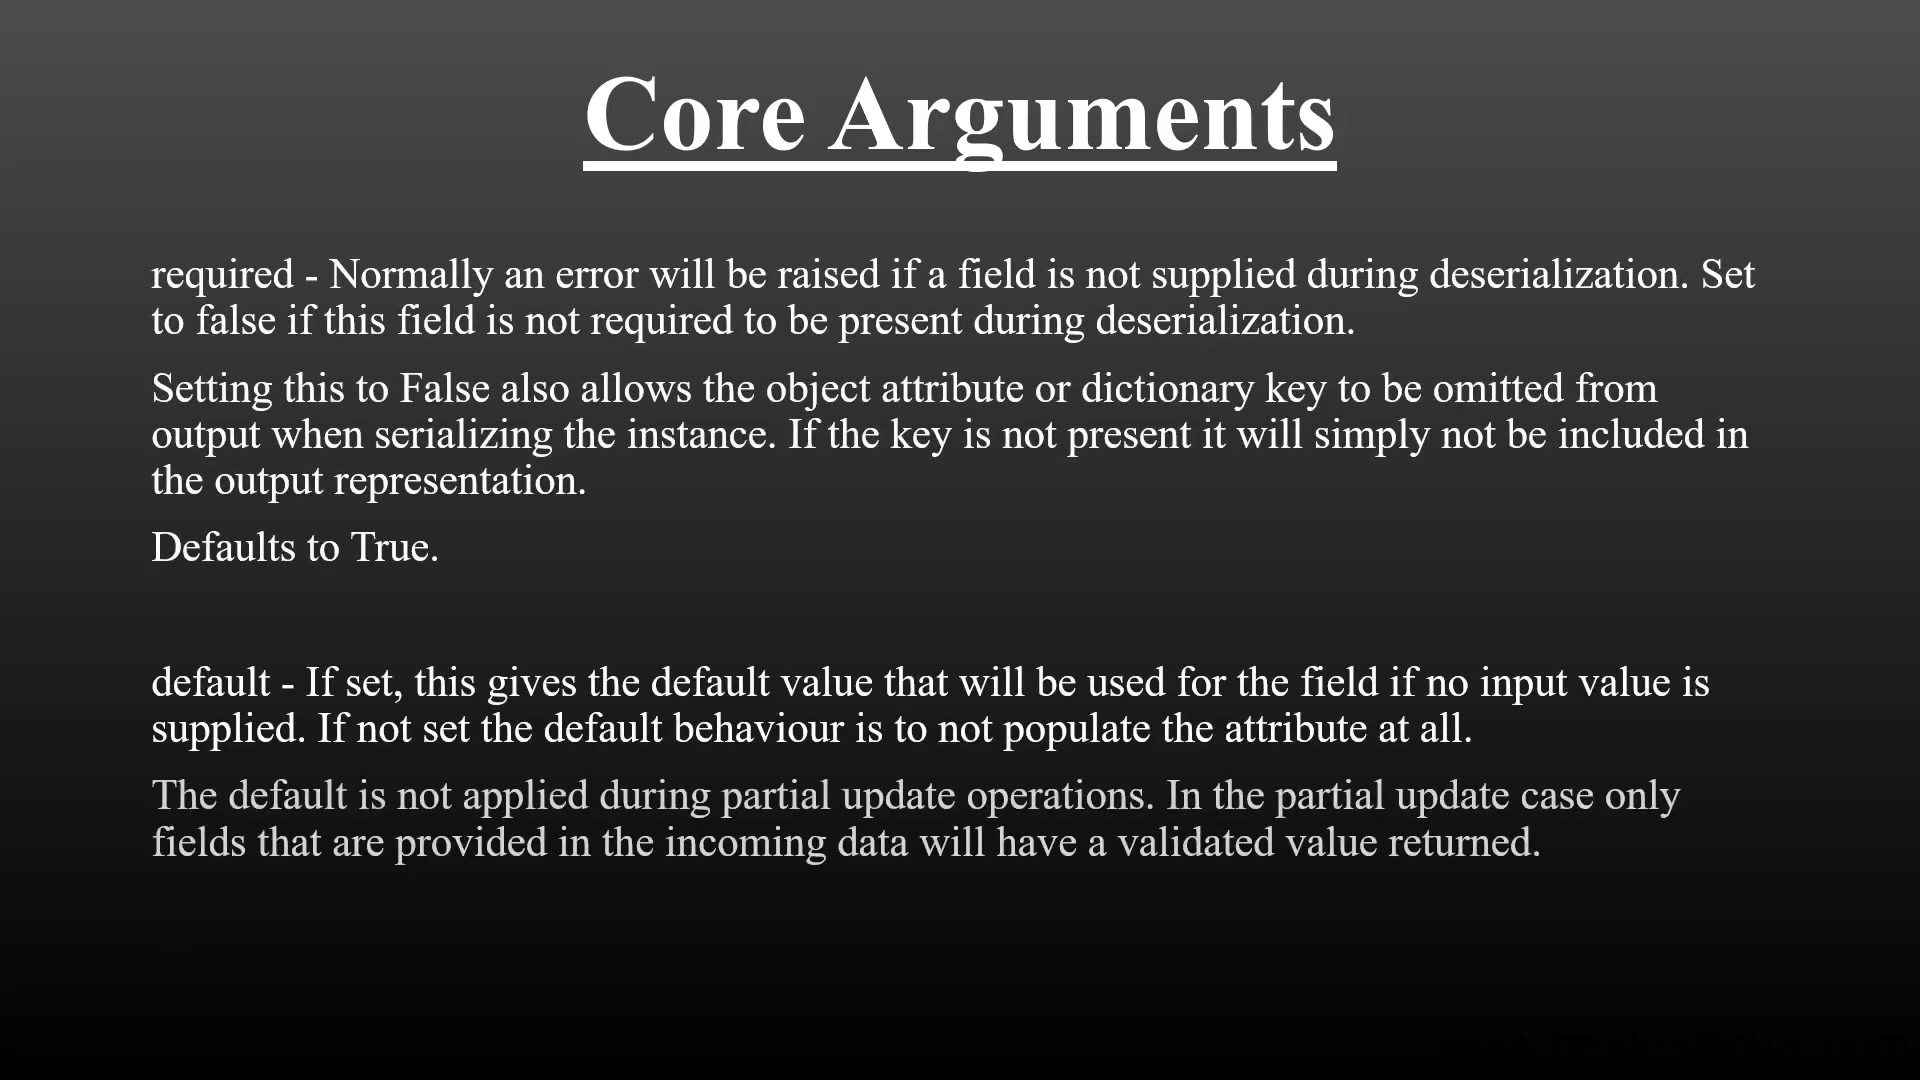 Core Arguments
required - Normally an error will be raised if a field is not supplied during deserialization. Set
to false if this field is not required to be present during deserialization.
Setting this to False also allows the object attribute or dictionary key to be omitted from
output when serializing the instance. If the key is not present it will simply not be included in
the output representation.
Defaults to True.
default - If set, this gives the default value that will be used for the field if no input value is
supplied. If not set the default behaviour is to not populate the attribute at all.
The default is not applied during partial update operations. In the partial update case only
fields that are provided in the incoming data will have a validated value returned.